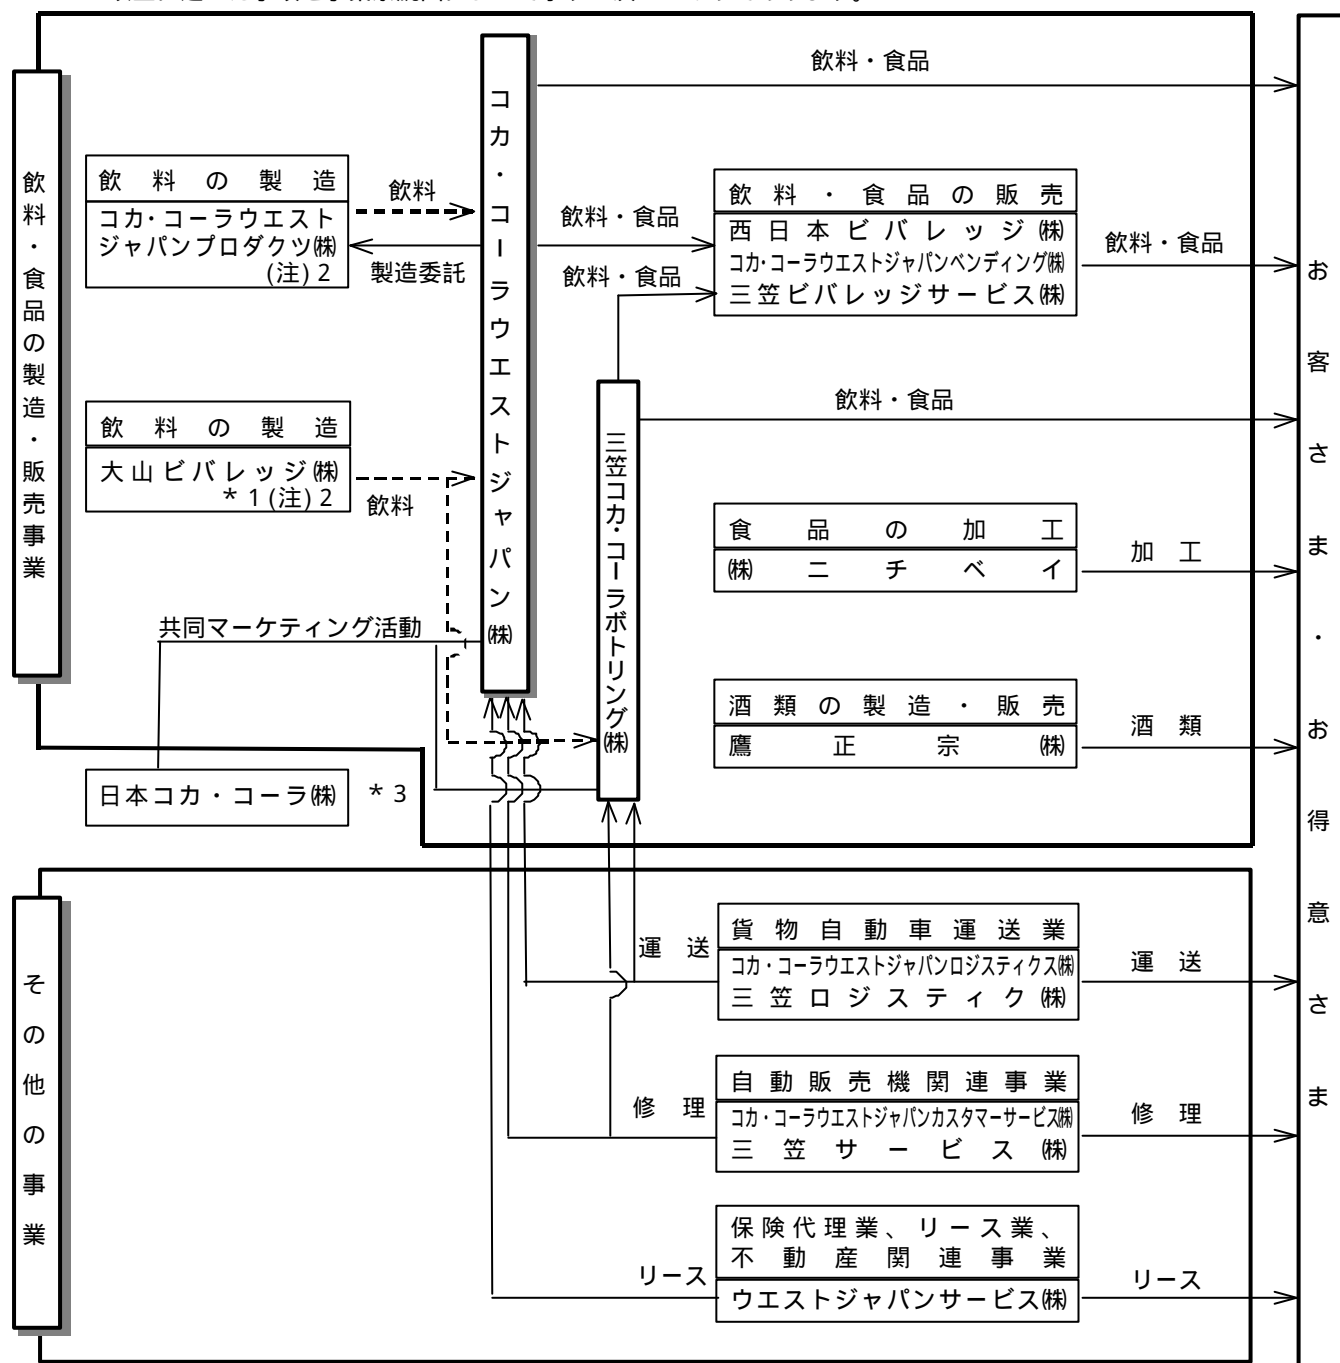 飲料・食品の製造・販売事業
コカ・コーラウエストジャパン㈱
飲料・食品
飲料の製造
コカ・コーラウエスト
ジャパンプロダクツ㈱
(注)2
飲料
製造委託
飲料・食品
飲料・食品
飲料・食品の販売
西日本ビバレッジ㈱
コカ・コーラウエストジャパンベンディング㈱
三笠ビバレッジサービス㈱
飲料・食品
飲料の製造
大山ビバレッジ㈱
*1(注)2
飲料
三笠コカ・コーラボトリング㈱
飲料・食品
食品の加工
㈱ニチベイ
加工
共同マーケティング活動
酒類の製造・販売
鷹正宗㈱
酒類
日本コカ・コーラ㈱ *3
お客さま・お得意さま
その他の事業
運送
貨物自動車運送業
コカ・コーラウエストジャパンロジスティクス㈱
三笠ロジスティク㈱
運送
修理
自動販売機関連事業
コカ・コーラウエストジャパンカスタマーサービス㈱
三笠サービス㈱
修理
リース
保険代理業、リース業、
不動産関連事業
ウエストジャパンサービス㈱
リース